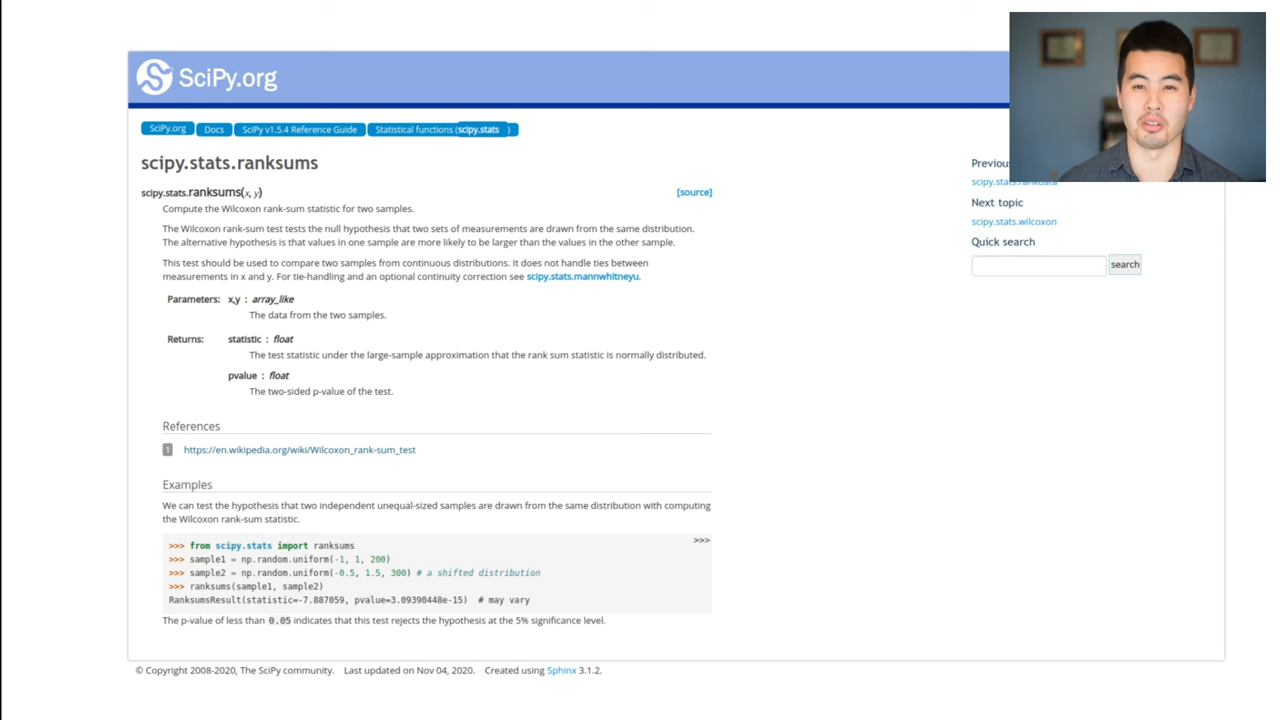 SciPy.org
SciPy.org Docs SciPy v1.5.4 Reference Guide Statistical functions (scipy.stats )
scipy.stats.ranksums
scipy.stats.ranksums(x, y) [source]
Compute the Wilcoxon rank-sum statistic for two samples.
The Wilcoxon rank-sum test tests the null hypothesis that two sets of measurements are drawn from the same distribution.
The alternative hypothesis is that values in one sample are more likely to be larger than the values in the other sample.
This test should be used to compare two samples from continuous distributions. It does not handle ties between
measurements in x and y. For tie-handling and an optional continuity correction see scipy.stats.mannwhitneyu.
Parameters: x,y : array_like
The data from the two samples.
Returns: statistic : float
The test statistic under the large-sample approximation that the rank sum statistic is normally distributed.
pvalue : float
The two-sided p-value of the test.
References
1 https://en.wikipedia.org/wiki/Wilcoxon_rank-sum_test
Examples
We can test the hypothesis that two independent unequal-sized samples are drawn from the same distribution with computing
the Wilcoxon rank-sum statistic.
>>>
>>> from scipy.stats import ranksums
>>> sample1 = np.random.uniform(-1, 1, 200)
>>> sample2 = np.random.uniform(-0.5, 1.5, 300) # a shifted distribution
>>> ranksums(sample1, sample2)
RanksumsResult(statistic=-7.887059, pvalue=3.09390448e-15) # may vary
The p-value of less than 0.05 indicates that this test rejects the hypothesis at the 5% significance level.
Previou
scipy.stats.rankdata
Next topic
scipy.stats.wilcoxon
Quick search
search
© Copyright 2008-2020, The SciPy community. Last updated on Nov 04, 2020. Created using Sphinx 3.1.2.